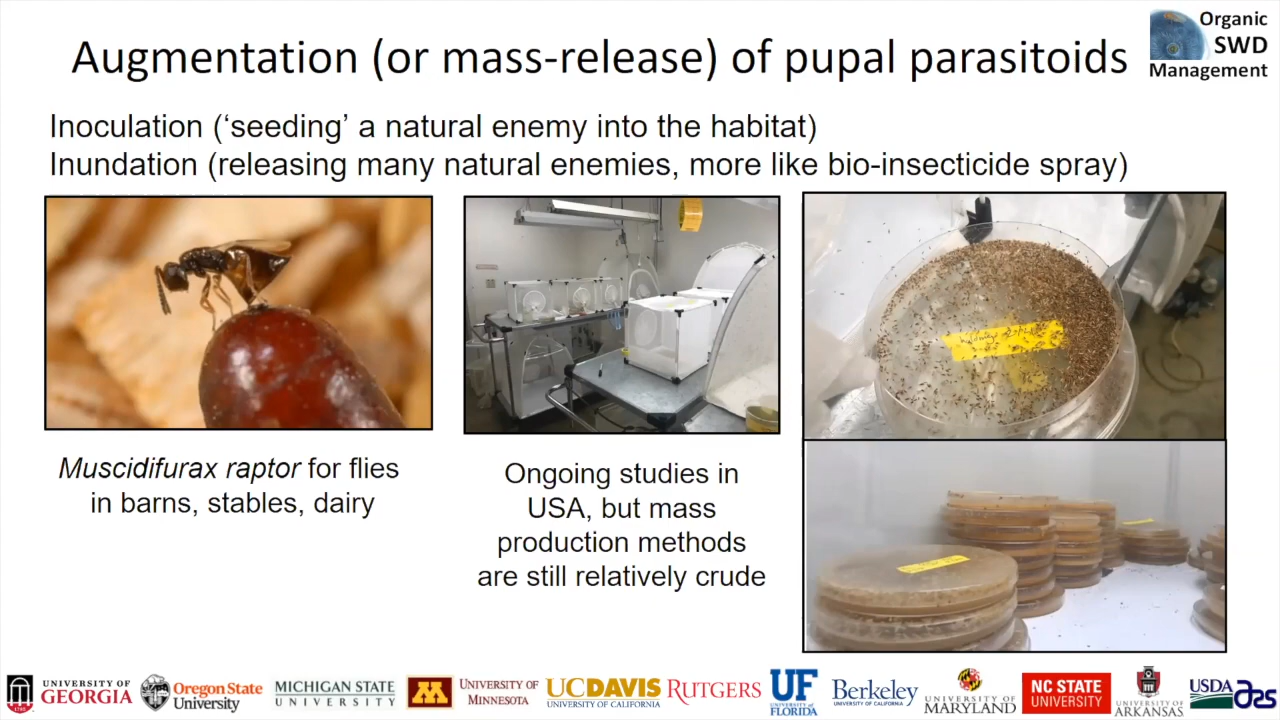 Augmentation (or mass-release) of pupal parasitoids
Organic
SWD
Management
Inoculation (‘seeding’ a natural enemy into the habitat)
Inundation (releasing many natural enemies, more like bio-insecticide spray)
Muscidifurax raptor for flies
in barns, stables, dairy
Ongoing studies in
USA, but mass
production methods
are still relatively crude
UNIVERSITY OF
GEORGIA
1785
Oregon State
University
MICHIGAN STATE
UNIVERSITY
M
UNIVERSITY OF
MINNESOTA
UCDAVIS
UNIVERSITY OF CALIFORNIA
RUTGERS
UF
UNIVERSITY of
FLORIDA
Berkeley
UNIVERSITY OF CALIFORNIA
UNIVERSITY OF
MARYLAND
NC STATE
UNIVERSITY
UNIVERSITY OF
ARKANSAS
USDA